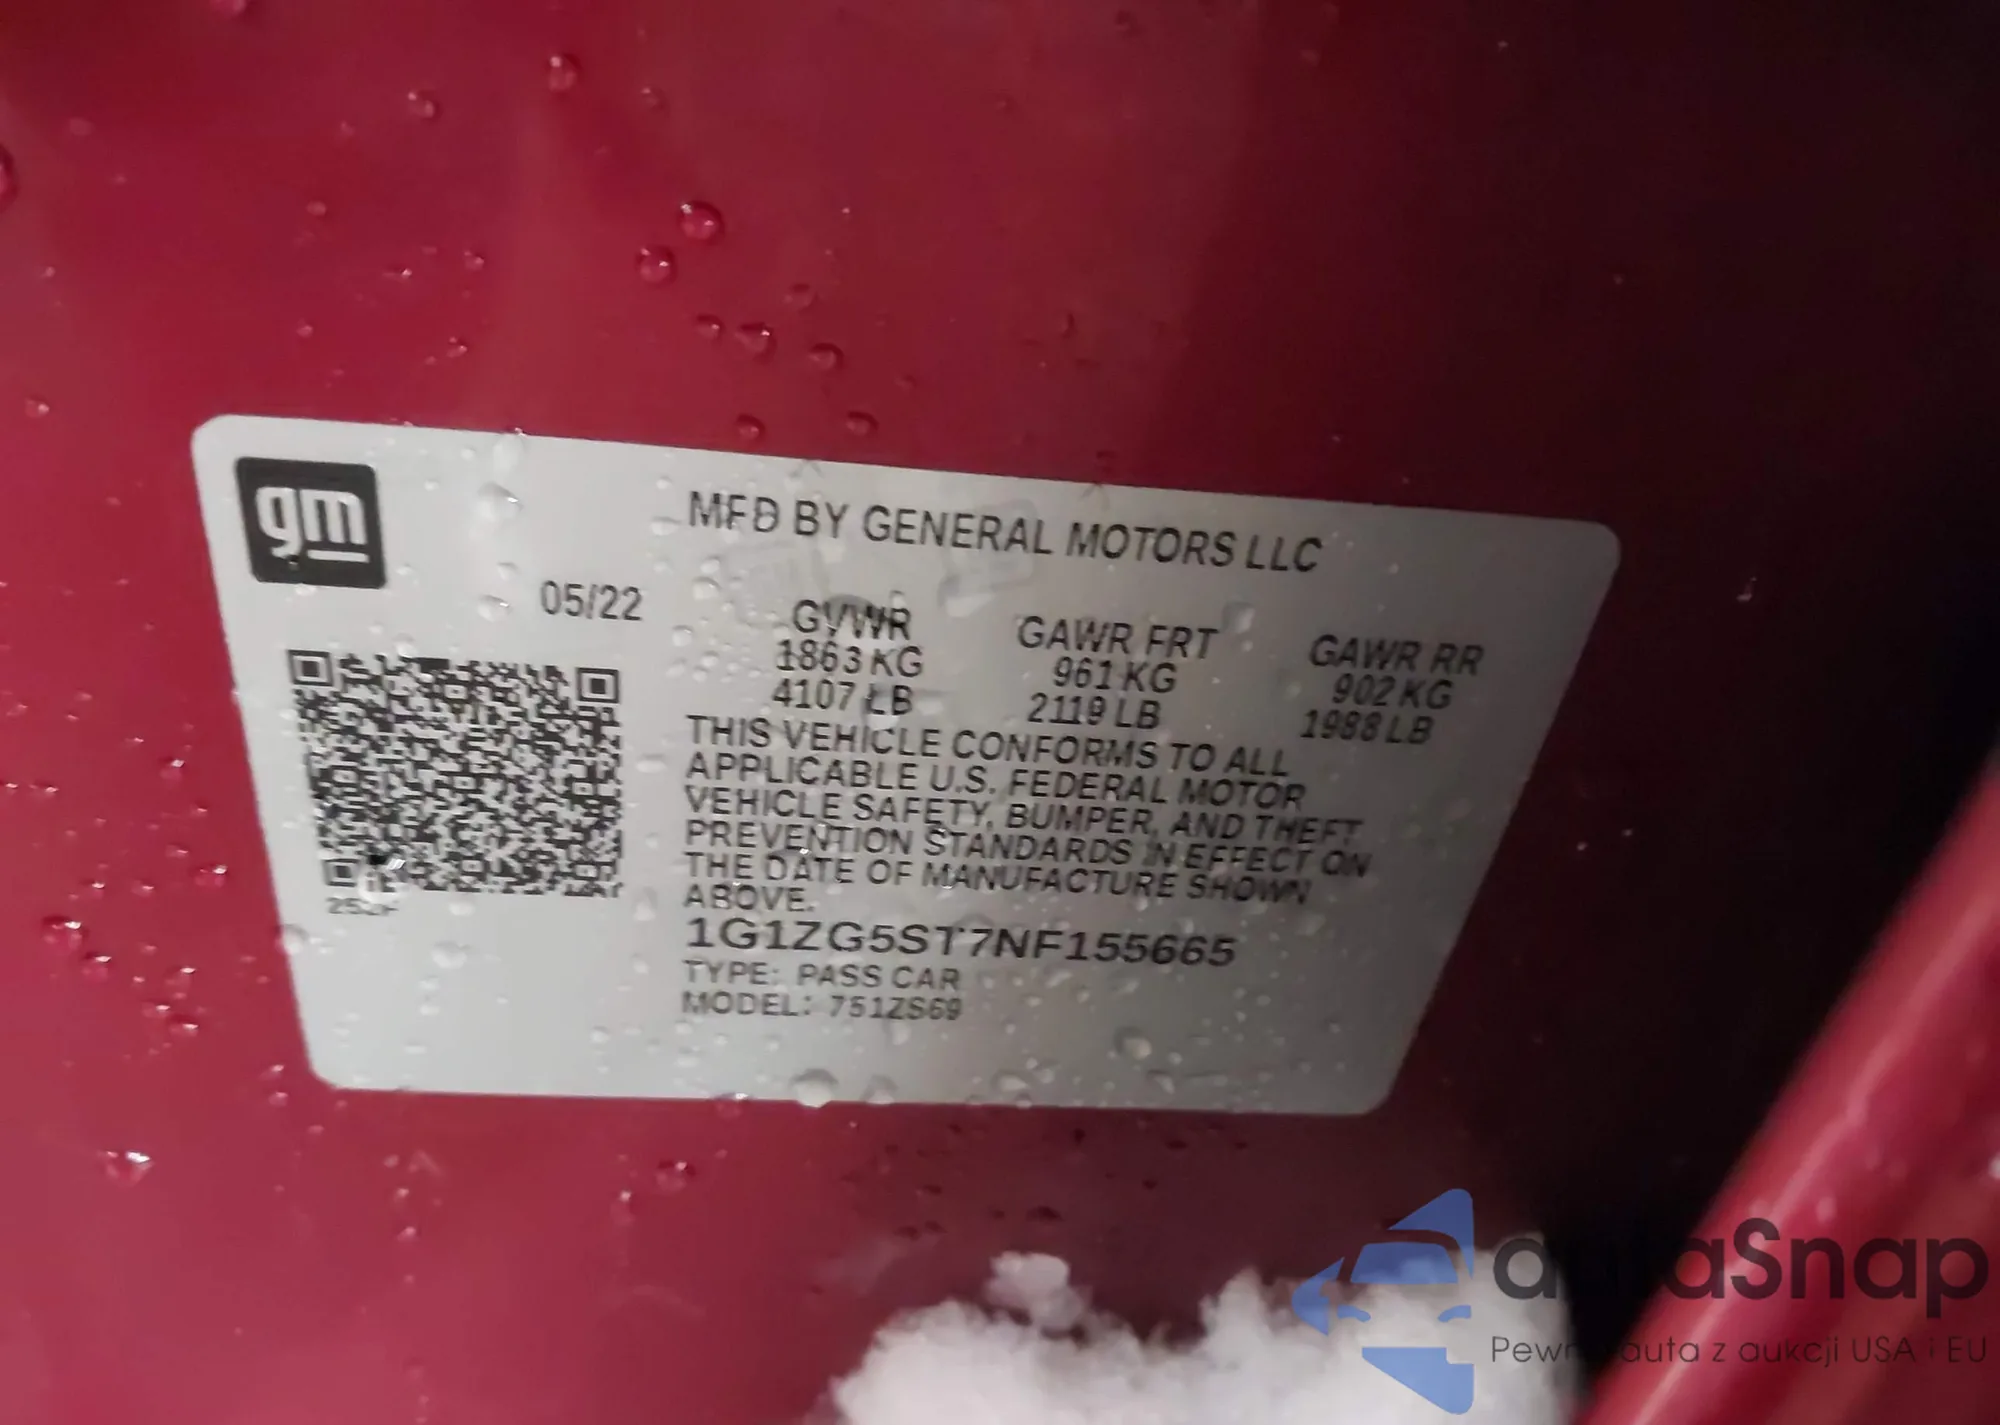 gm
MFD BY GENERAL MOTORS LLC
05/22
GVWR GAWR FRT GAWR RR
1863 KG 961 KG 902 KG
4107 LB 2119 LB 1988 LB
THIS VEHICLE CONFORMS TO ALL
APPLICABLE U.S. FEDERAL MOTOR
VEHICLE SAFETY, BUMPER, AND THEFT
PREVENTION STANDARDS IN EFFECT ON
THE DATE OF MANUFACTURE SHOWN
ABOVE.
1G1ZG5ST7NF155665
TYPE: PASS CAR
MODEL: 751ZS69
autaSnap
Pewne auta z aukcji USA i EU